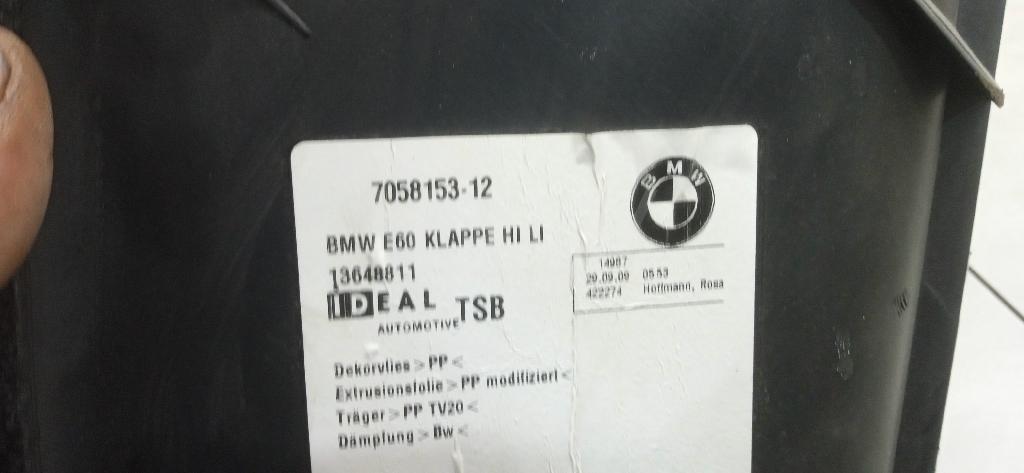 7058153-12
BMW
BMW E60 KLAPPE HI LI
13648811
IDEAL
AUTOMOTIVE
TSB
14987
29.09.09 05:53
422274 Hoffmann, Rosa
Dekorvlies >PP<
Extrusionsfolie >PP modifiziert<
Träger >PP TV20<
Dämpfung >Bw<